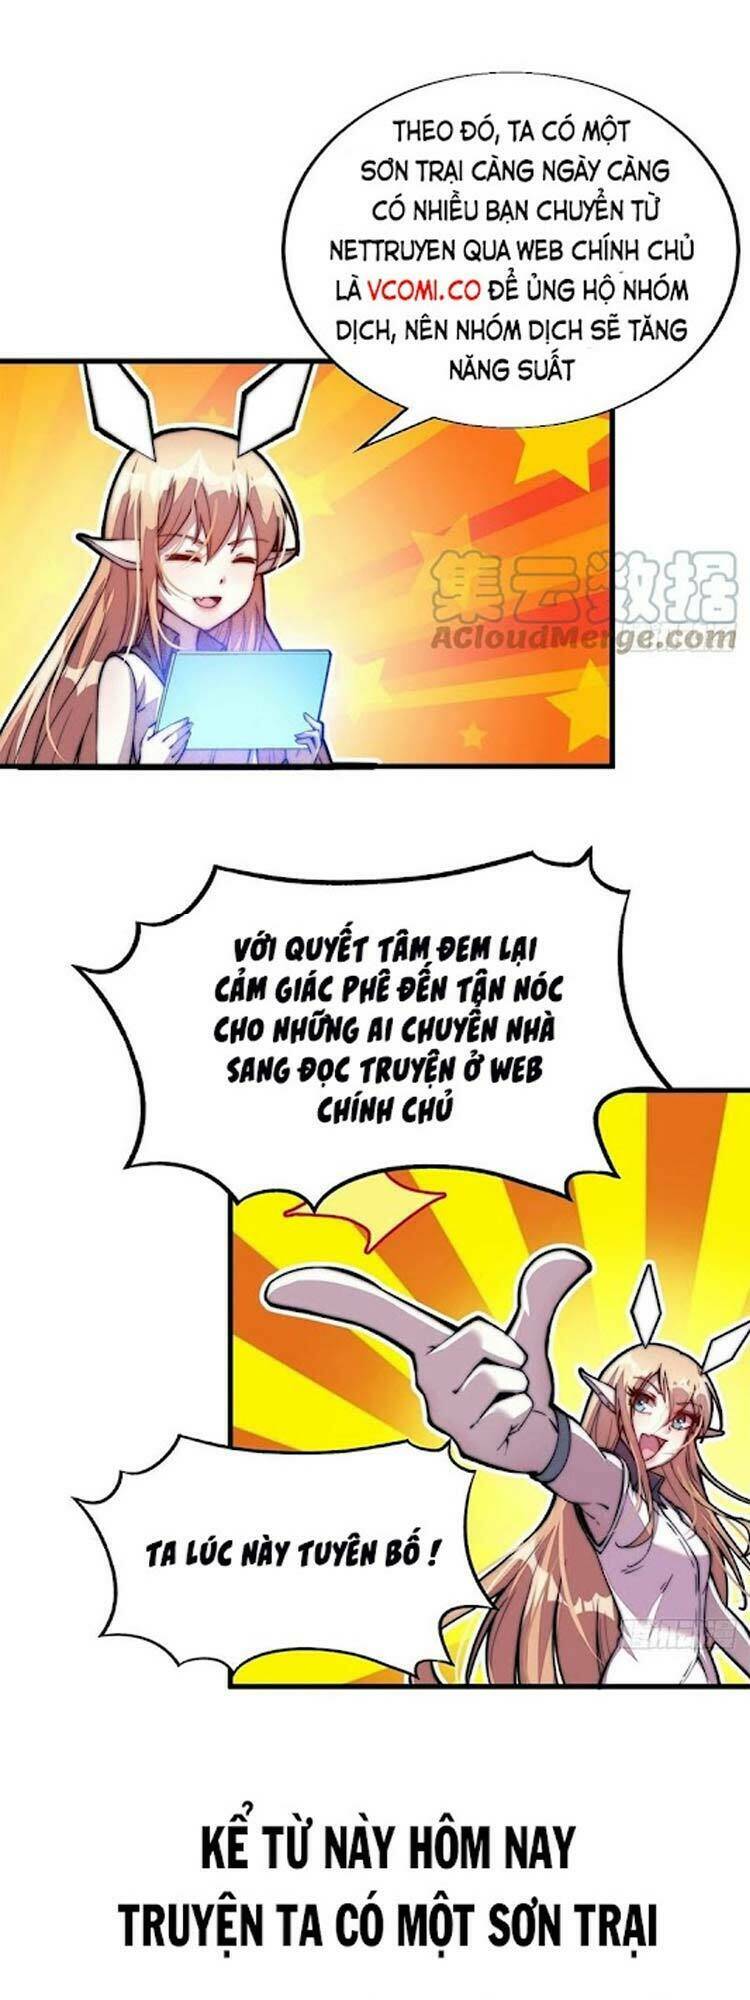 THEO ĐÓ, TA CÓ MỘT
SƠN TRẠI CÀNG NGÀY CÀNG
CÓ NHIỀU BẠN CHUYỂN TỪ
NETTRUYEN QUA WEB CHÍNH CHỦ
LÀ VCOMI.CO ĐỂ ỦNG HỘ NHÓM
DỊCH, NÊN NHÓM DỊCH SẼ TĂNG
NĂNG SUẤT
集云数据
ACloudMerge.com
VỚI QUYẾT TÂM ĐEM LẠI
CẢM GIÁC PHÊ ĐẾN TẬN NÓC
CHO NHỮNG AI CHUYỂN NHÀ
SANG ĐỌC TRUYỆN Ở WEB
CHÍNH CHỦ
TA LÚC NÀY TUYÊN BỐ !
KỂ TỪ NÀY HÔM NAY
TRUYỆN TA CÓ MỘT SƠN TRẠI